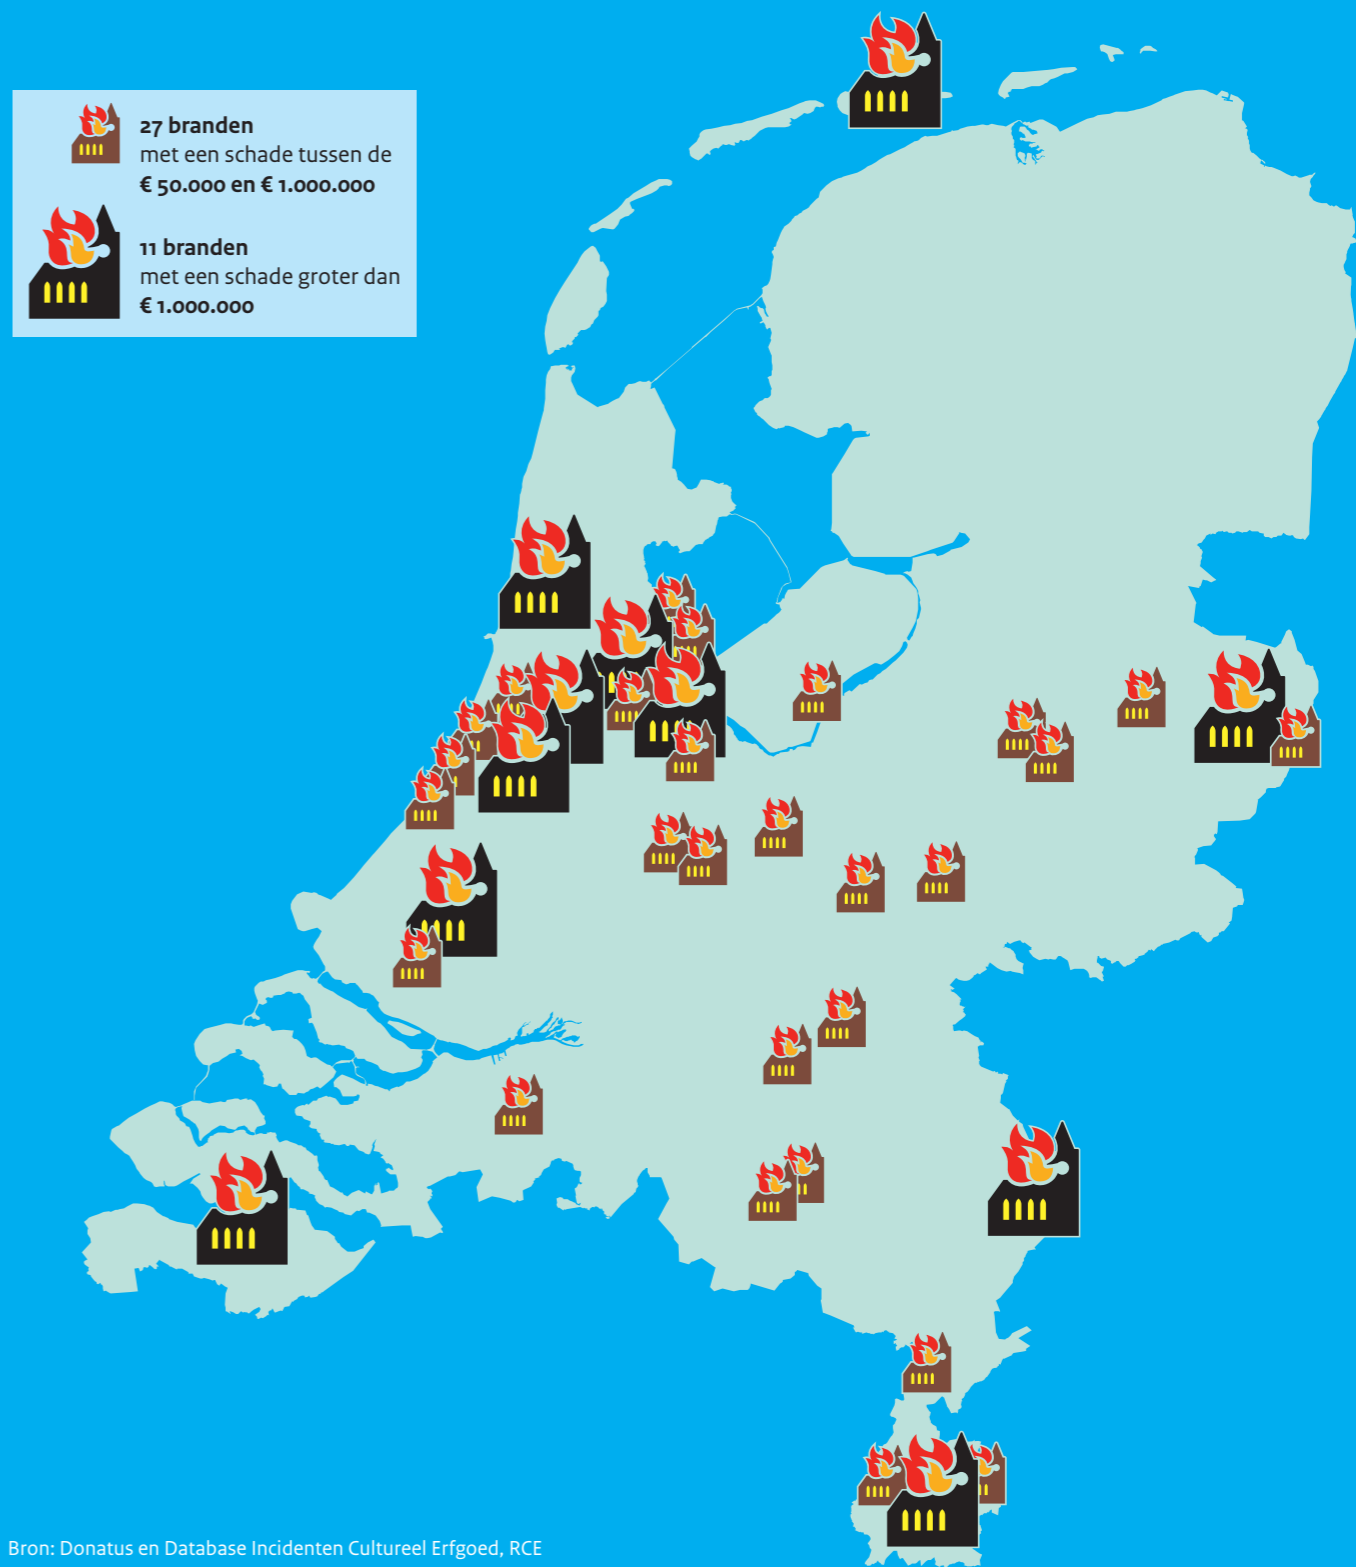 27 branden
met een schade tussen de
€ 50.000 en € 1.000.000
11 branden
met een schade groter dan
€ 1.000.000
Bron: Donatus en Database Incidenten Cultureel Erfgoed, RCE